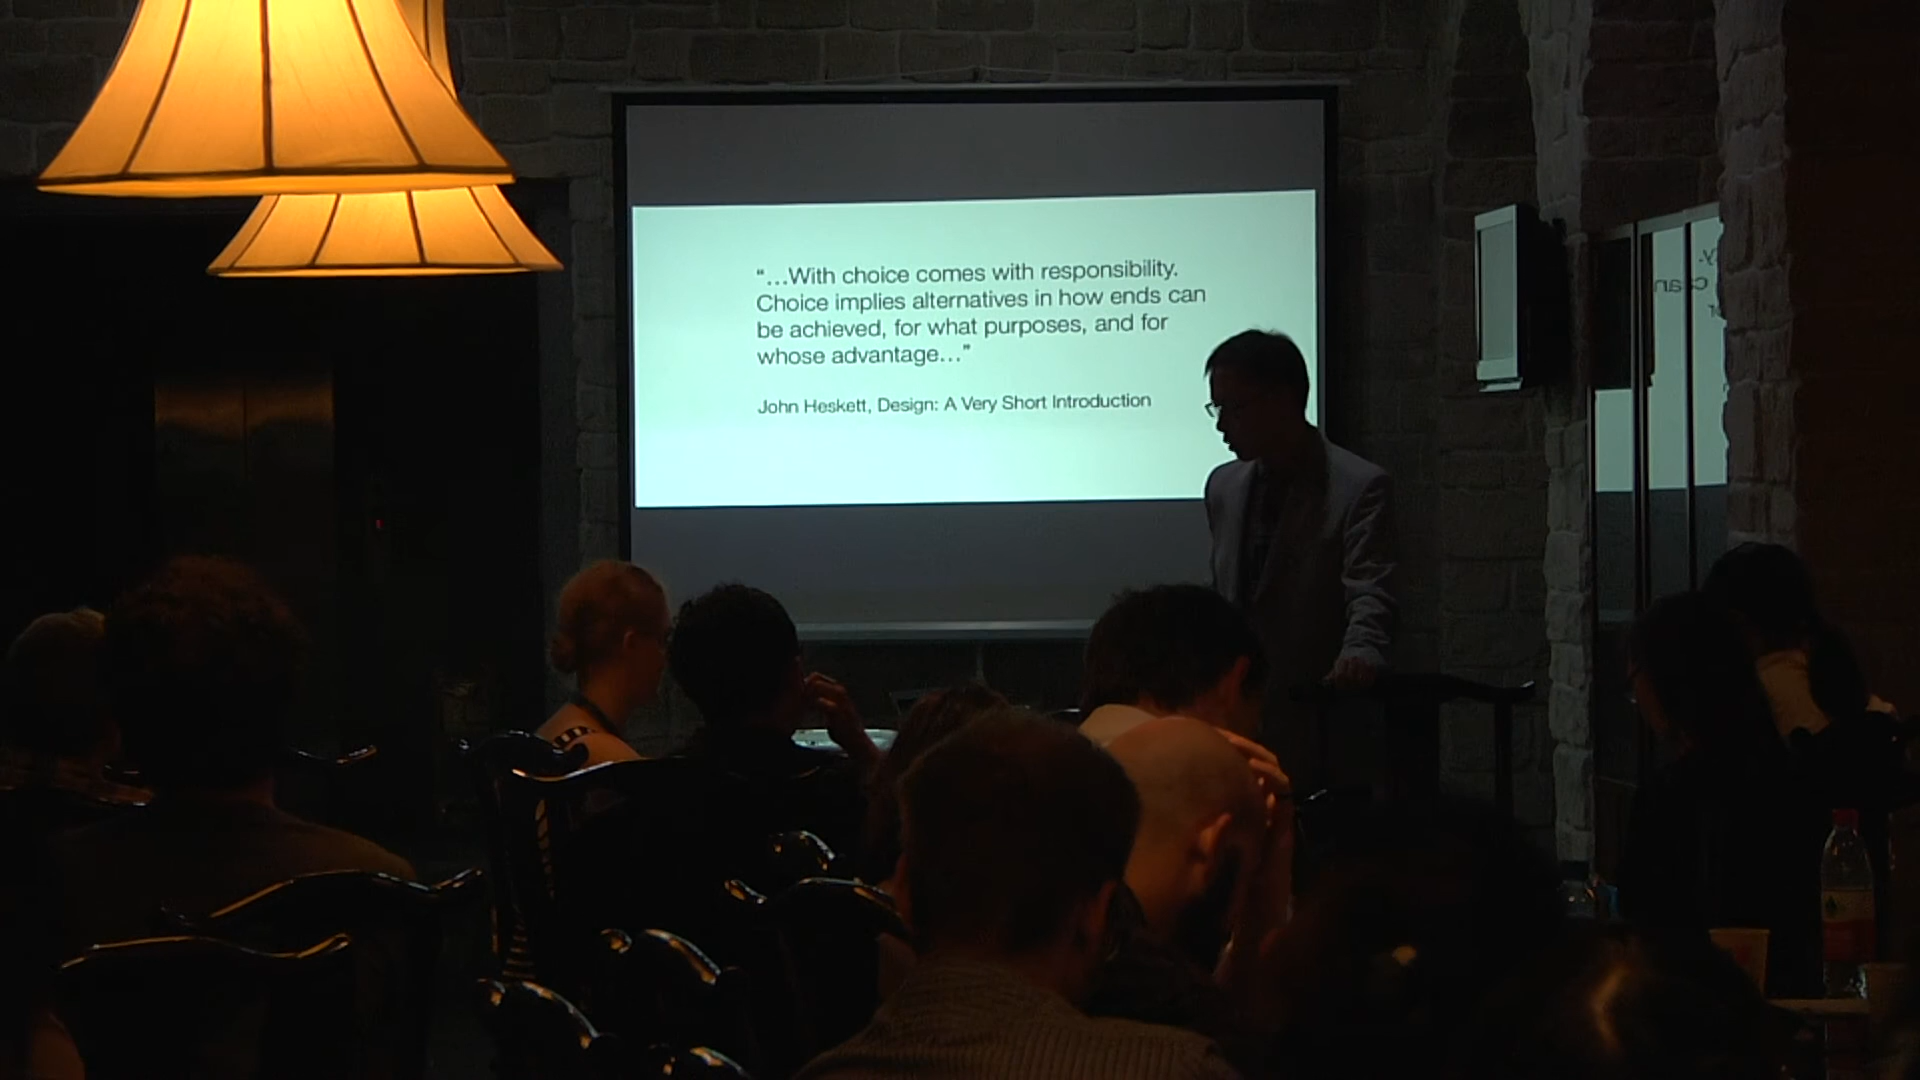 “…With choice comes with responsibility.
Choice implies alternatives in how ends can
be achieved, for what purposes, and for
whose advantage…”
John Heskett, Design: A Very Short Introduction